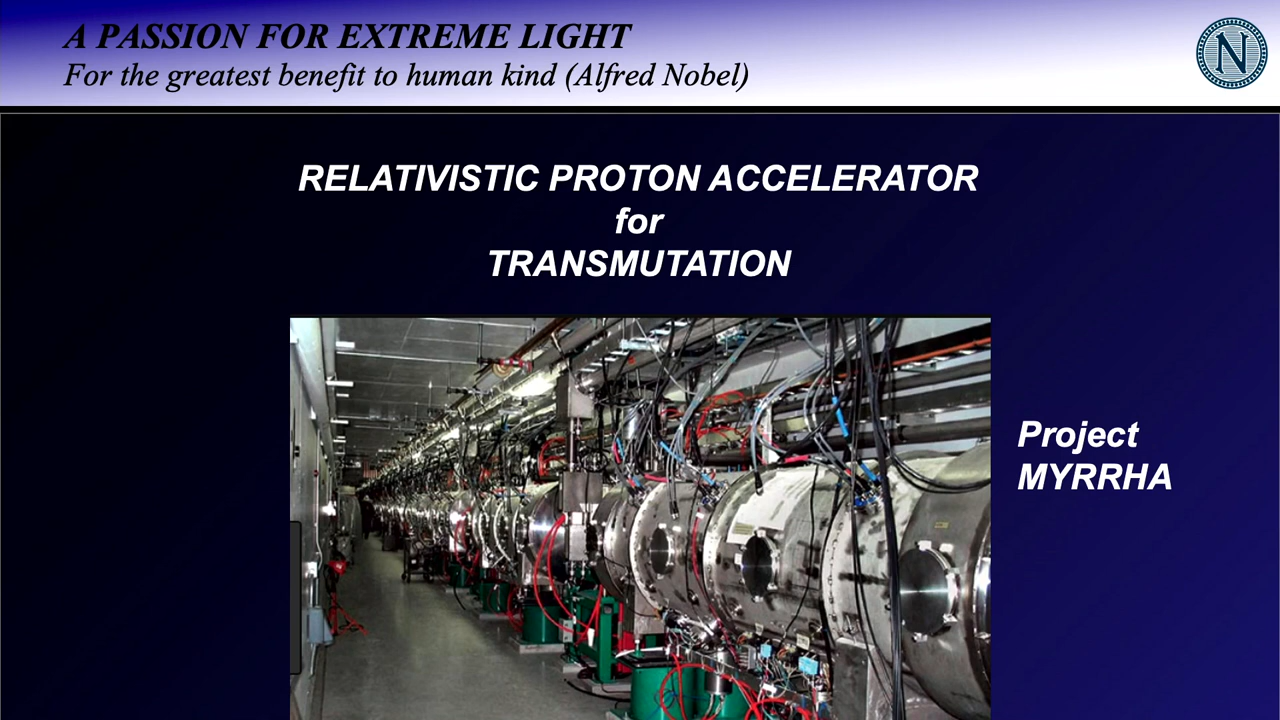 A PASSION FOR EXTREME LIGHT
For the greatest benefit to human kind (Alfred Nobel)
N
RELATIVISTIC PROTON ACCELERATOR
for
TRANSMUTATION
Project
MYRRHA